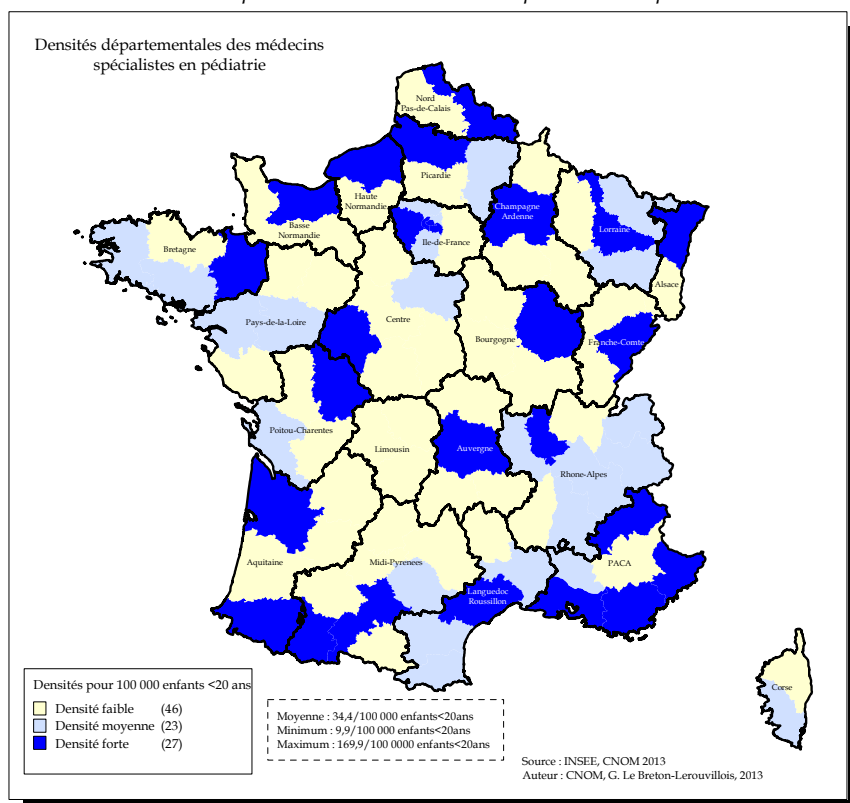 Densités départementales des médecins
spécialistes en pédiatrie
Nord
Pas-de-Calais
Picardie
Haute
Normandie
Basse
Normandie
Champagne
Ardenne
Lorraine
Ile-de-France
Bretagne
Alsace
Pays-de-la-Loire
Centre
Bourgogne
Franche-Comte
Poitou-Charentes
Limousin
Auvergne
Rhone-Alpes
Aquitaine
Midi-Pyrenees
Languedoc
Roussillon
PACA
Corse
Densités pour 100 000 enfants <20 ans
Densité faible (46)
Densité moyenne (23)
Densité forte (27)
Moyenne : 34,4/100 000 enfants<20ans
Minimum : 9,9/100 000 enfants<20ans
Maximum : 169,9/100 0000 enfants<20ans
Source : INSEE, CNOM 2013
Auteur : CNOM, G. Le Breton-Lerouvillois, 2013